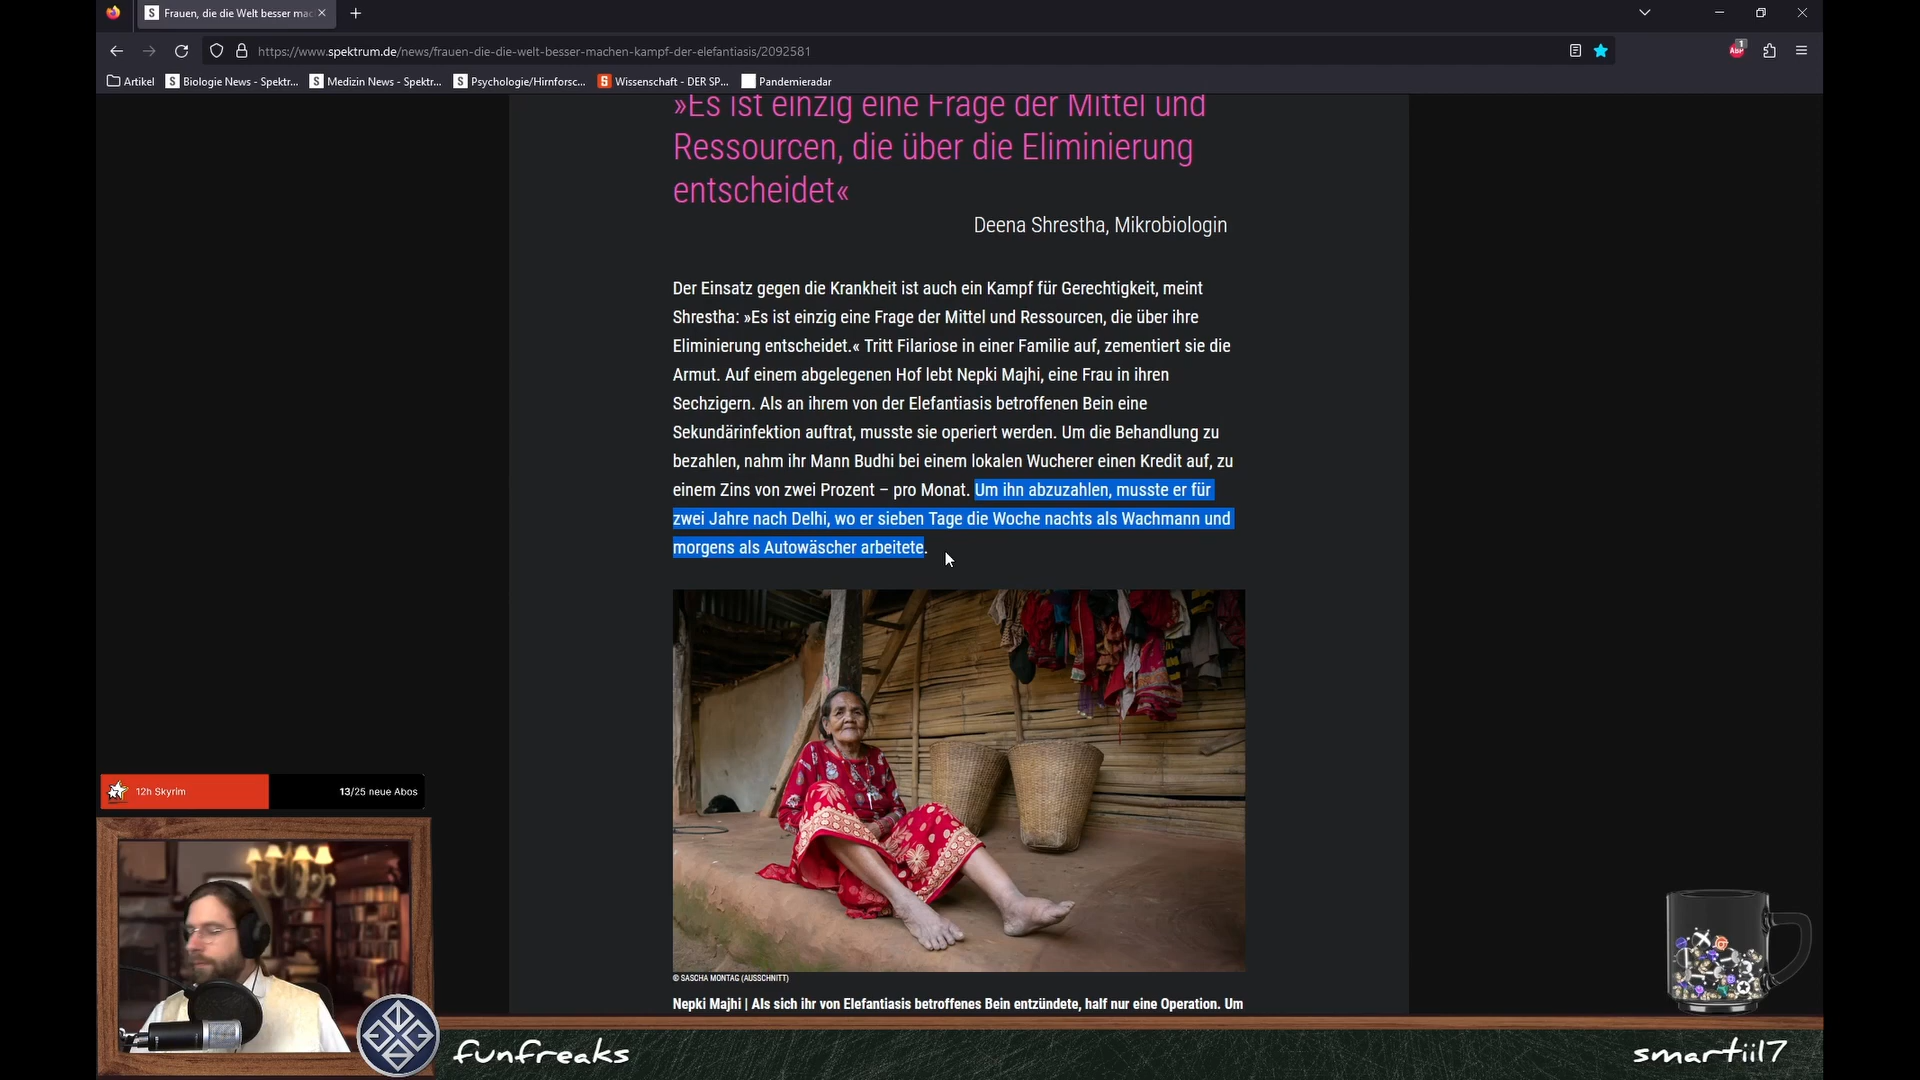 Frauen, die die Welt besser mac
https://www.spektrum.de/news/frauen-die-die-welt-besser-machen-kampf-der-elefantiasis/2092581
Artikel
Biologie News - Spektr...
Medizin News - Spektr...
Psychologie/Hirnforsc...
Wissenschaft - DER SP...
Pandemieradar
»Es ist einzig eine Frage der Mittel und
Ressourcen, die über die Eliminierung
entscheidet«
Deena Shrestha, Mikrobiologin
Der Einsatz gegen die Krankheit ist auch ein Kampf für Gerechtigkeit, meint
Shrestha: »Es ist einzig eine Frage der Mittel und Ressourcen, die über ihre
Eliminierung entscheidet.« Tritt Filariose in einer Familie auf, zementiert sie die
Armut. Auf einem abgelegenen Hof lebt Nepki Majhi, eine Frau in ihren
Sechzigern. Als an ihrem von der Elefantiasis betroffenen Bein eine
Sekundärinfektion auftrat, musste sie operiert werden. Um die Behandlung zu
bezahlen, nahm ihr Mann Budhi bei einem lokalen Wucherer einen Kredit auf, zu
einem Zins von zwei Prozent – pro Monat. Um ihn abzuzahlen, musste er für
zwei Jahre nach Delhi, wo er sieben Tage die Woche nachts als Wachmann und
morgens als Autowäscher arbeitete.
© SASCHA MONTAG (AUSSCHNITT)
Nepki Majhi | Als sich ihr von Elefantiasis betroffenes Bein entzündete, half nur eine Operation. Um
12h Skyrim
13/25 neue Abos
funfreaks
smartiil7